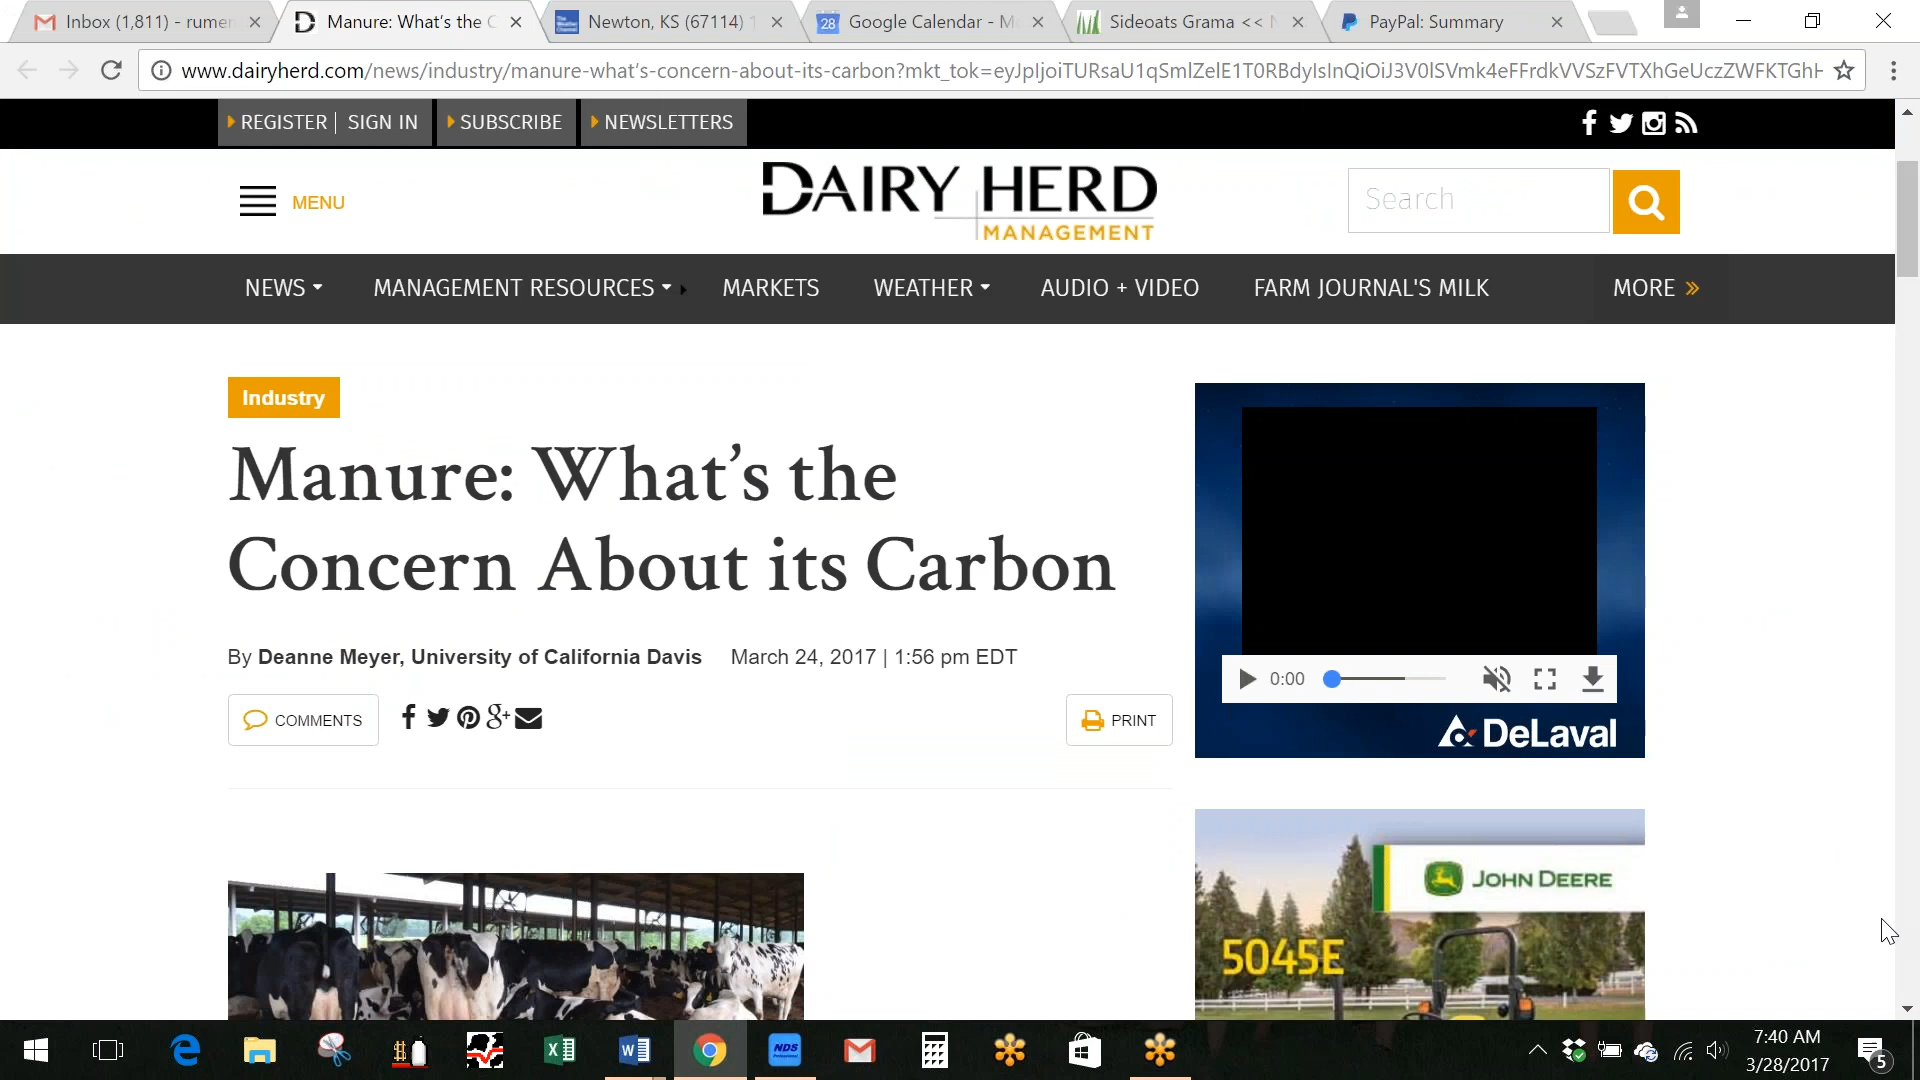 Inbox (1,811) - rumen
Manure: What's the C
Newton, KS (67114) 1
Google Calendar - M
Sideoats Grama << N
PayPal: Summary
28
www.dairyherd.com/news/industry/manure-what's-concern-about-its-carbon?mkt_tok=
REGISTER | SIGN IN
SUBSCRIBE
NEWSLETTERS
MENU
DAIRY HERD
MANAGEMENT
Search
NEWS
MANAGEMENT RESOURCES
MARKETS
WEATHER
AUDIO + VIDEO
FARM JOURNAL'S MILK
MORE »
Industry
Manure: What's the
Concern About its Carbon
By Deanne Meyer, University of California Davis
March 24, 2017 | 1:56 pm EDT
COMMENTS
PRINT
0:00
DeLaval
JOHN DEERE
5045E
NDS
7:40 AM
3/28/2017
5